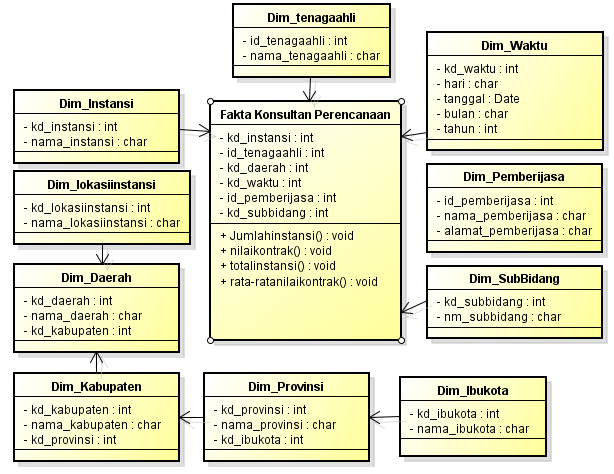 Dim_tenagaahli
- id_tenagaahli : int
- nama_tenagaahli : char
Dim_Waktu
- kd_waktu : int
- hari : char
- tanggal : Date
- bulan : char
- tahun : int
Dim_Instansi
- kd_instansi : int
- nama_instansi : char
Fakta Konsultan Perencanaan
- kd_instansi : int
- id_tenagaahli : int
- kd_daerah : int
- kd_waktu : int
- id_pemberijasa : int
- kd_subbidang : int
+ Jumlahinstansi() : void
+ nilaikontrak() : void
+ totalinstansi() : void
+ rata-ratanilaikontrak() : void
Dim_lokasiinstansi
- kd_lokasiinstansi : int
- nama_lokasiinstansi : char
Dim_Pemberijasa
- id_pemberijasa : int
- nama_pemberijasa : char
- alamat_pemberijasa : char
Dim_Daerah
- kd_daerah : int
- nama_daerah : char
- kd_kabupaten : int
Dim_SubBidang
- kd_subbidang : int
- nm_subbidang : char
Dim_Kabupaten
- kd_kabupaten : int
- nama_kabupaten : char
- kd_provinsi : int
Dim_Provinsi
- kd_provinsi : int
- nama_provinsi : char
- kd_ibukota : int
Dim_Ibukota
- kd_ibukota : int
- nama_ibukota : char